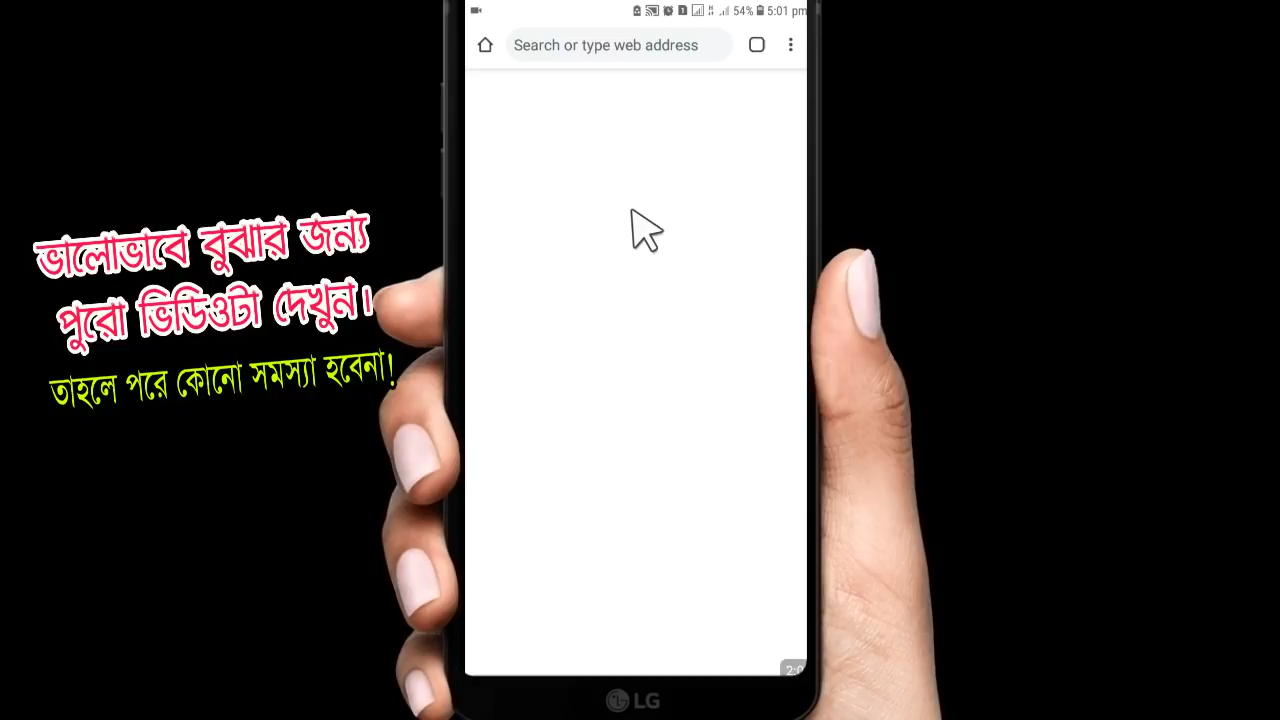 54% 5:01 pm
Search or type web address
ভালোভাবে বুঝার জন্য
পুরো ভিডিওটা দেখুন।
তাহলে পরে কোনো সমস্যা হবেনা!
LG